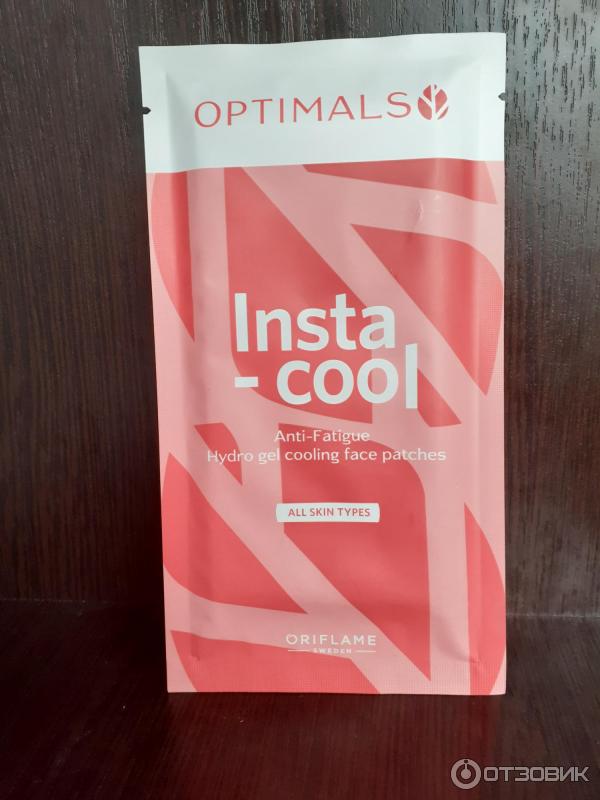 OPTIMALS
Insta
- cool
Anti-Fatigue
Hydro gel cooling face patches
ALL SKIN TYPES
ORIFLAME
SWEDEN
ОТЗОВИК